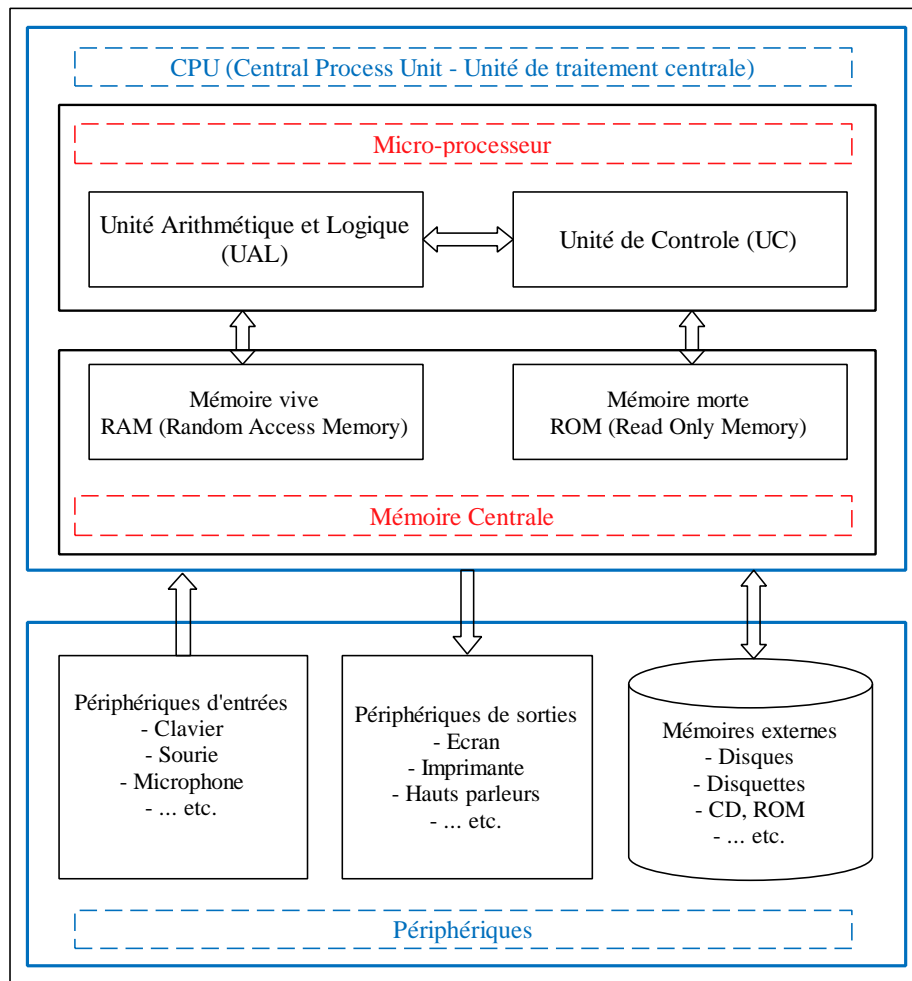 CPU (Central Process Unit - Unité de traitement centrale)
Micro-processeur
Unité Arithmétique et Logique
(UAL)
Unité de Controle (UC)
Mémoire vive
RAM (Random Access Memory)
Mémoire morte
ROM (Read Only Memory)
Mémoire Centrale
Périphériques d'entrées
- Clavier
- Sourie
- Microphone
- ... etc.
Périphériques de sorties
- Ecran
- Imprimante
- Hauts parleurs
- ... etc.
Mémoires externes
- Disques
- Disquettes
- CD, ROM
- ... etc.
Périphériques